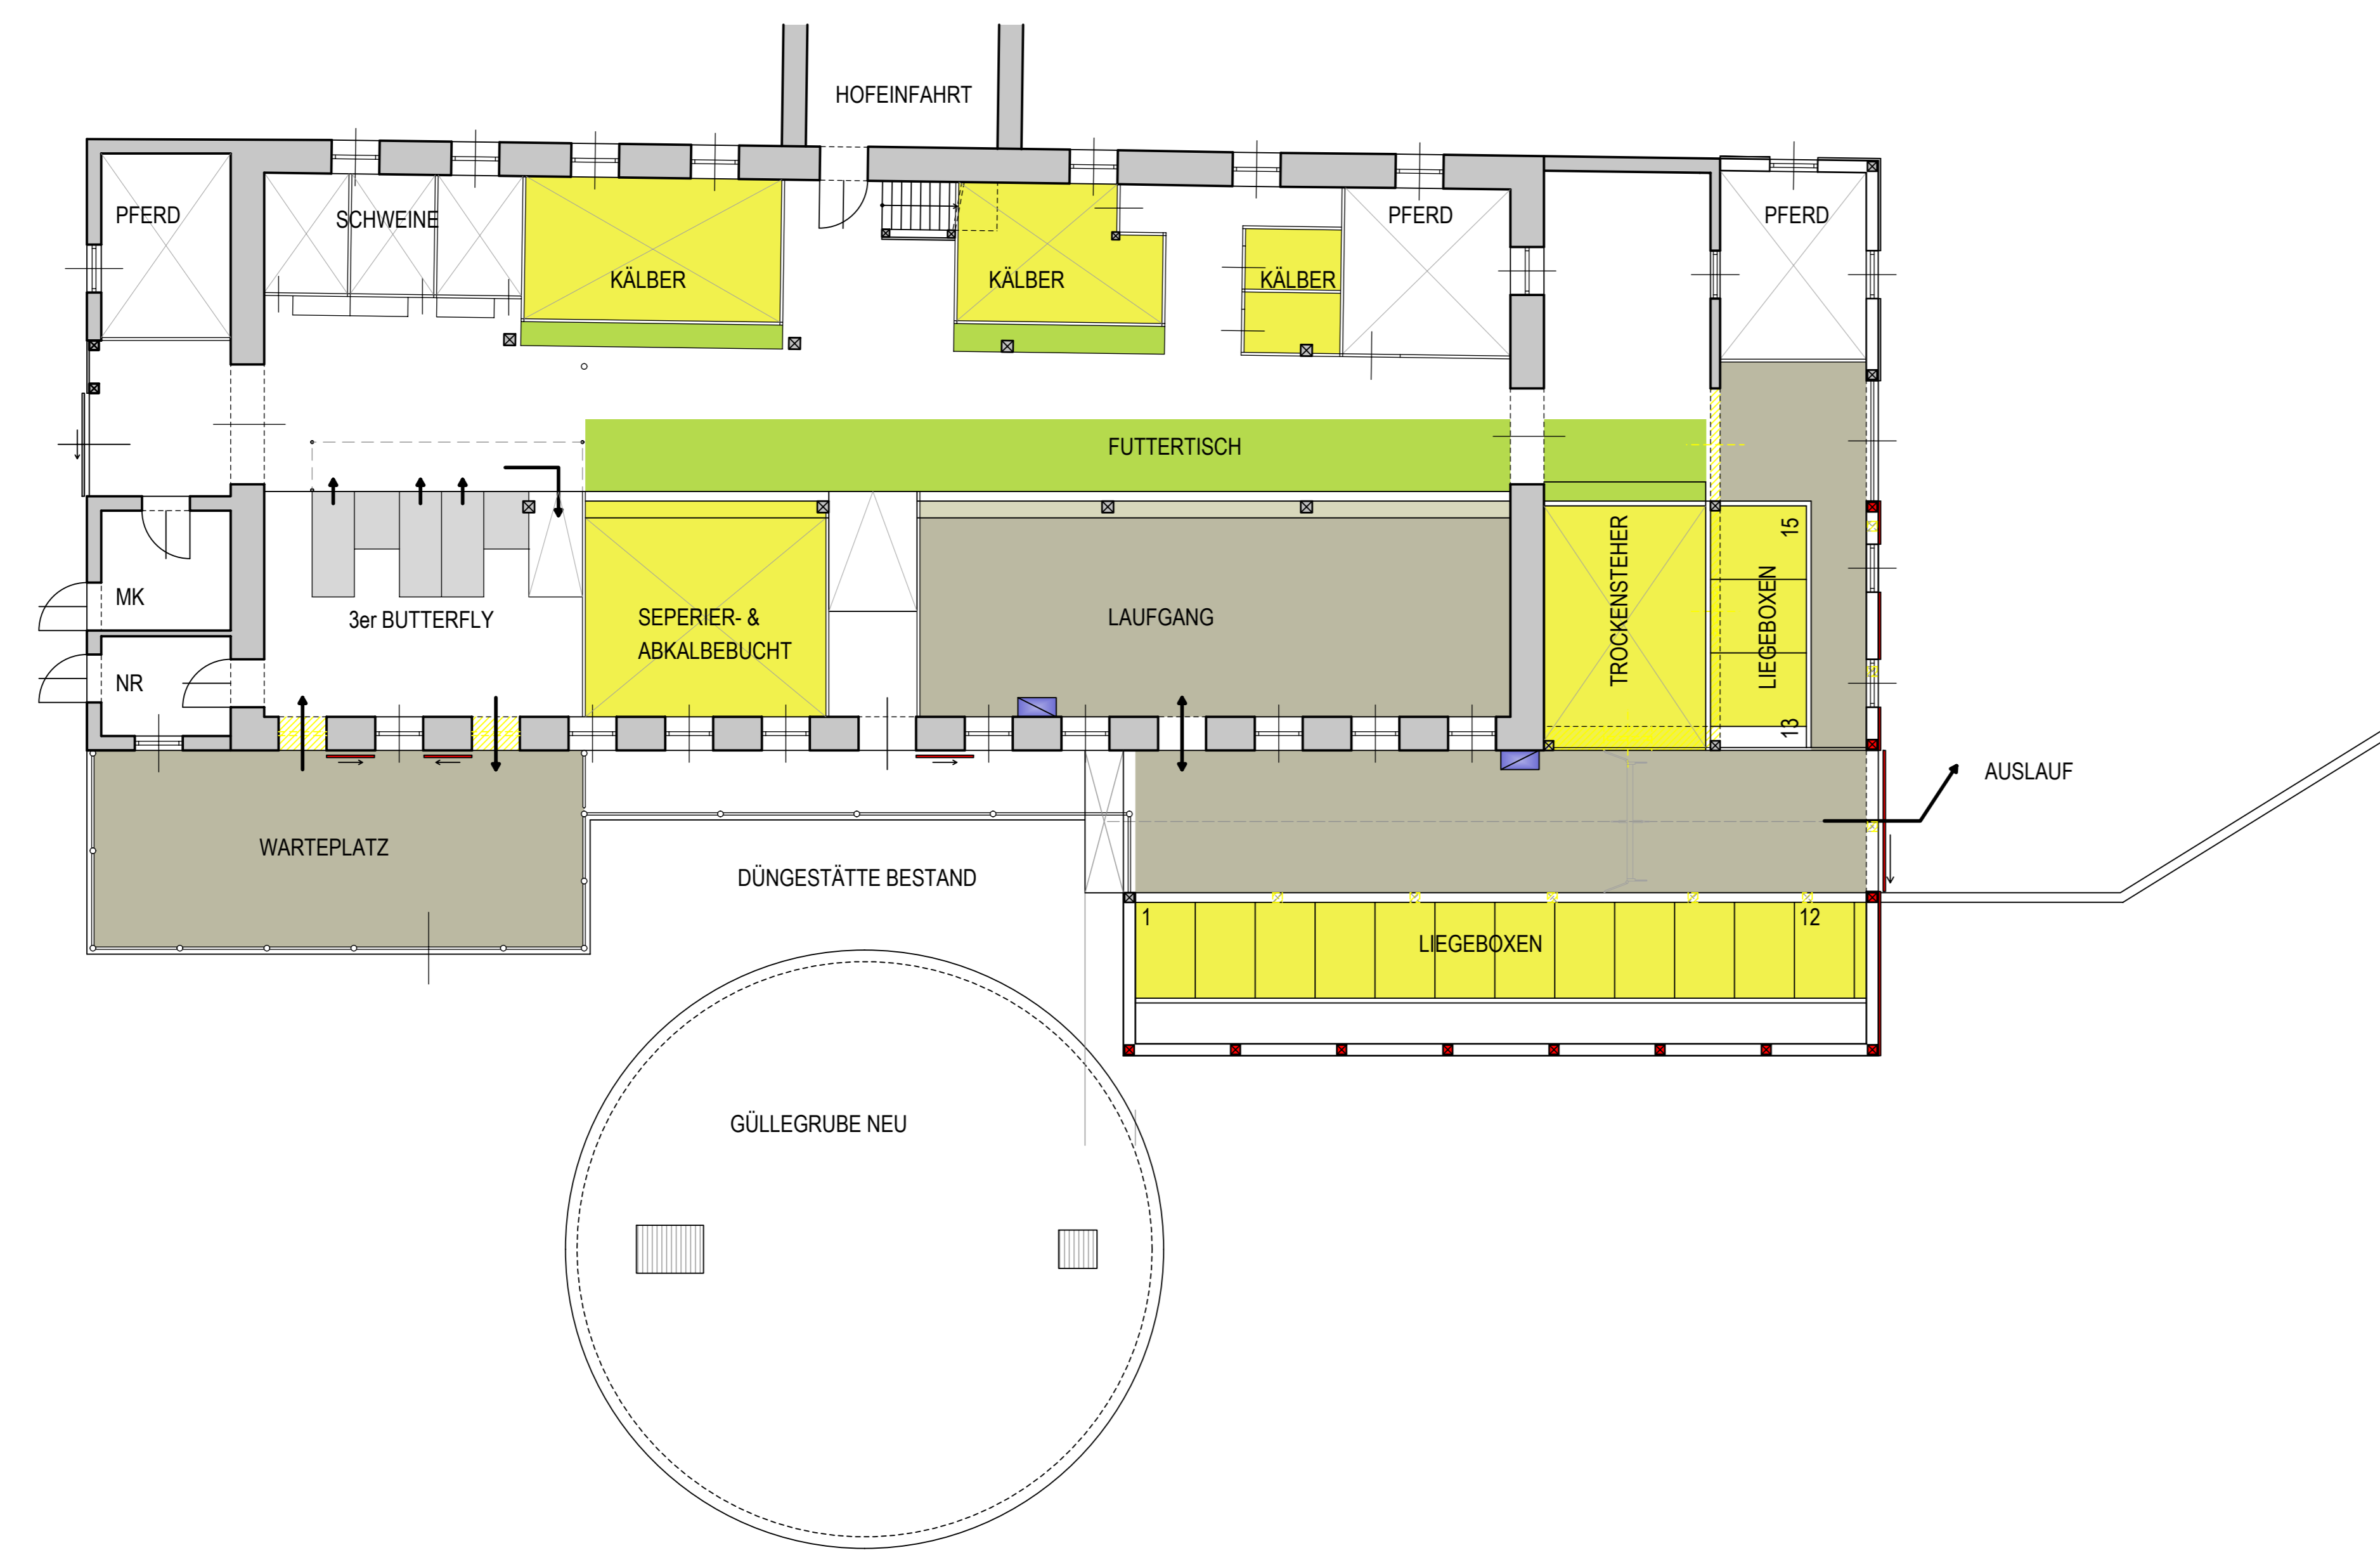 HOFEINFAHRT
PFERD
SCHWEINE
KÄLBER
KÄLBER
KÄLBER
PFERD
PFERD
FUTTERTISCH
MK
3er BUTTERFLY
SEPERIER- &
ABKALBEBUCHT
LAUFGANG
TROCKENSTEHER
LIEGEBOXEN
15
13
NR
WARTEPLATZ
DÜNGESTÄTTE BESTAND
AUSLAUF
1
12
LIEGEBOXEN
GÜLLEGRUBE NEU